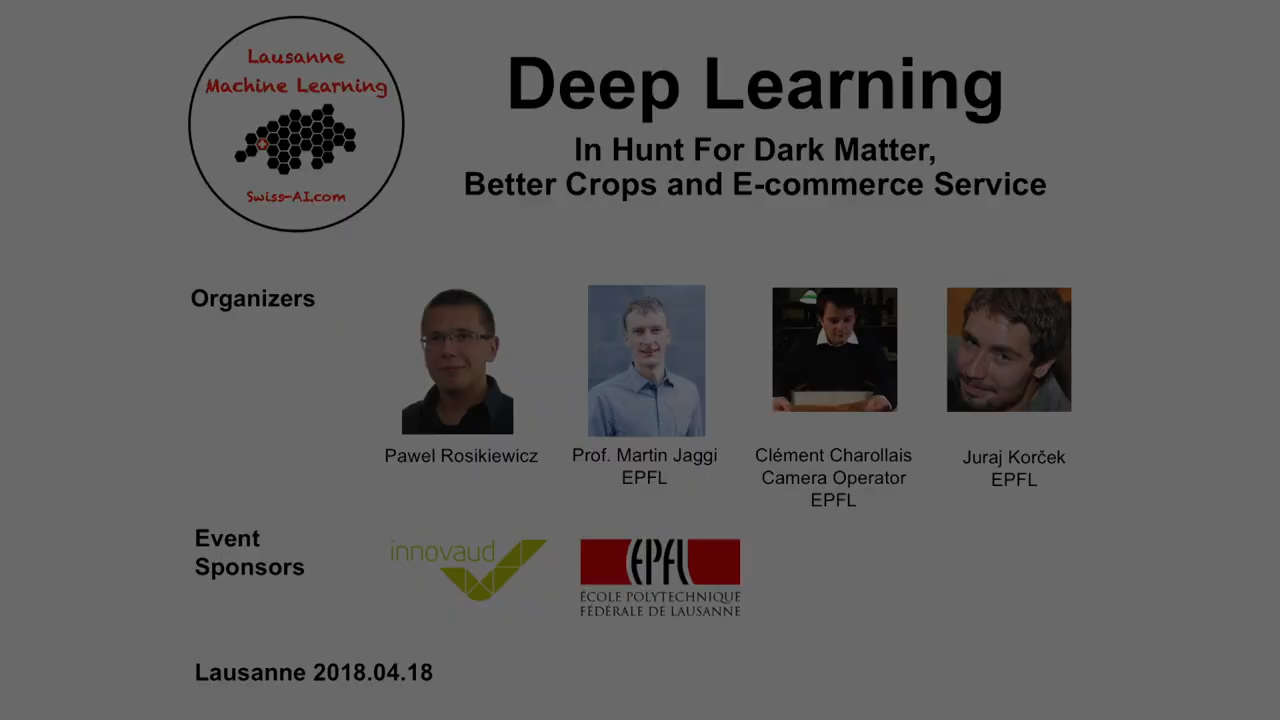 Lausanne
Machine Learning
Swiss-AI.com
Deep Learning
In Hunt For Dark Matter,
Better Crops and E-commerce Service
Organizers
Pawel Rosikiewicz
Prof. Martin Jaggi
EPFL
Clément Charollais
Camera Operator
EPFL
Juraj Korček
EPFL
Event
Sponsors
innovaud
EPFL
ÉCOLE POLYTECHNIQUE
FÉDÉRALE DE LAUSANNE
Lausanne 2018.04.18